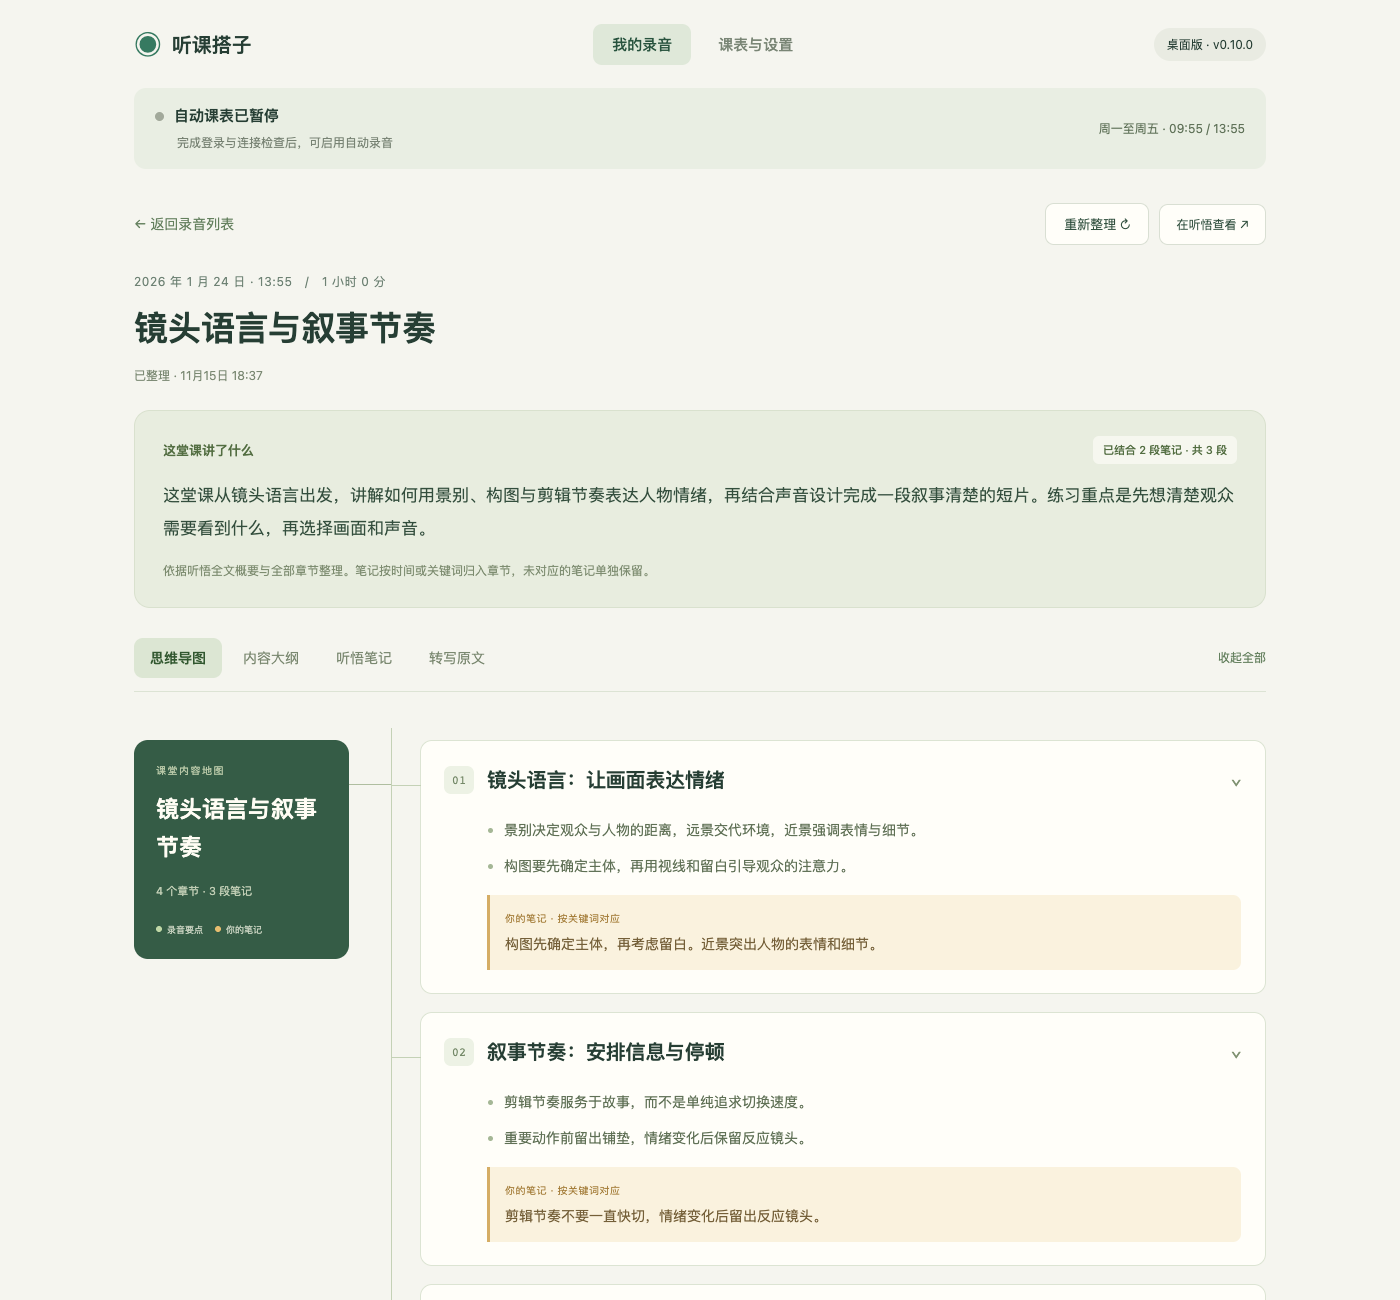 听课搭子
我的录音
课表与设置
桌面版 · v0.10.0
自动课表已暂停
完成登录与连接检查后，可启用自动录音
周一至周五 · 09:55 / 13:55
← 返回录音列表
重新整理 ↻
在听悟查看 ↗
2026 年 1 月 24 日 · 13:55 / 1 小时 0 分
镜头语言与叙事节奏
已整理 · 11月15日 18:37
这堂课讲了什么
已结合 2 段笔记 · 共 3 段
这堂课从镜头语言出发，讲解如何用景别、构图与剪辑节奏表达人物情绪，再结合声音设计完成一段叙事清楚的短片。练习重点是先想清楚观众
需要看到什么，再选择画面和声音。
依据听悟全文概要与全部章节整理。笔记按时间或关键词归入章节，未对应的笔记单独保留。
思维导图
内容大纲
听悟笔记
转写原文
收起全部
课堂内容地图
镜头语言与叙事
节奏
4 个章节 · 3 段笔记
录音要点
你的笔记
01
镜头语言：让画面表达情绪
景别决定观众与人物的距离，远景交代环境，近景强调表情与细节。
构图要先确定主体，再用视线和留白引导观众的注意力。
你的笔记 · 按关键词对应
构图先确定主体，再考虑留白。近景突出人物的表情和细节。
02
叙事节奏：安排信息与停顿
剪辑节奏服务于故事，而不是单纯追求切换速度。
重要动作前留出铺垫，情绪变化后保留反应镜头。
你的笔记 · 按关键词对应
剪辑节奏不要一直快切，情绪变化后留出反应镜头。